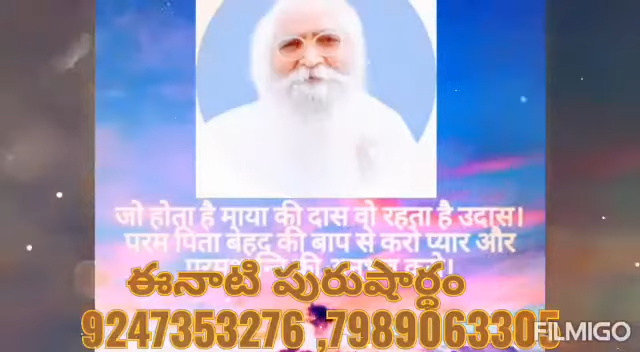 जो होता है माया की दास वो रहता है उदास।
परम पिता बेहद की बाप से करो प्यार और
ఈనాటి పురుషార్థం
9247353276 ,7989063305
FILMIGO